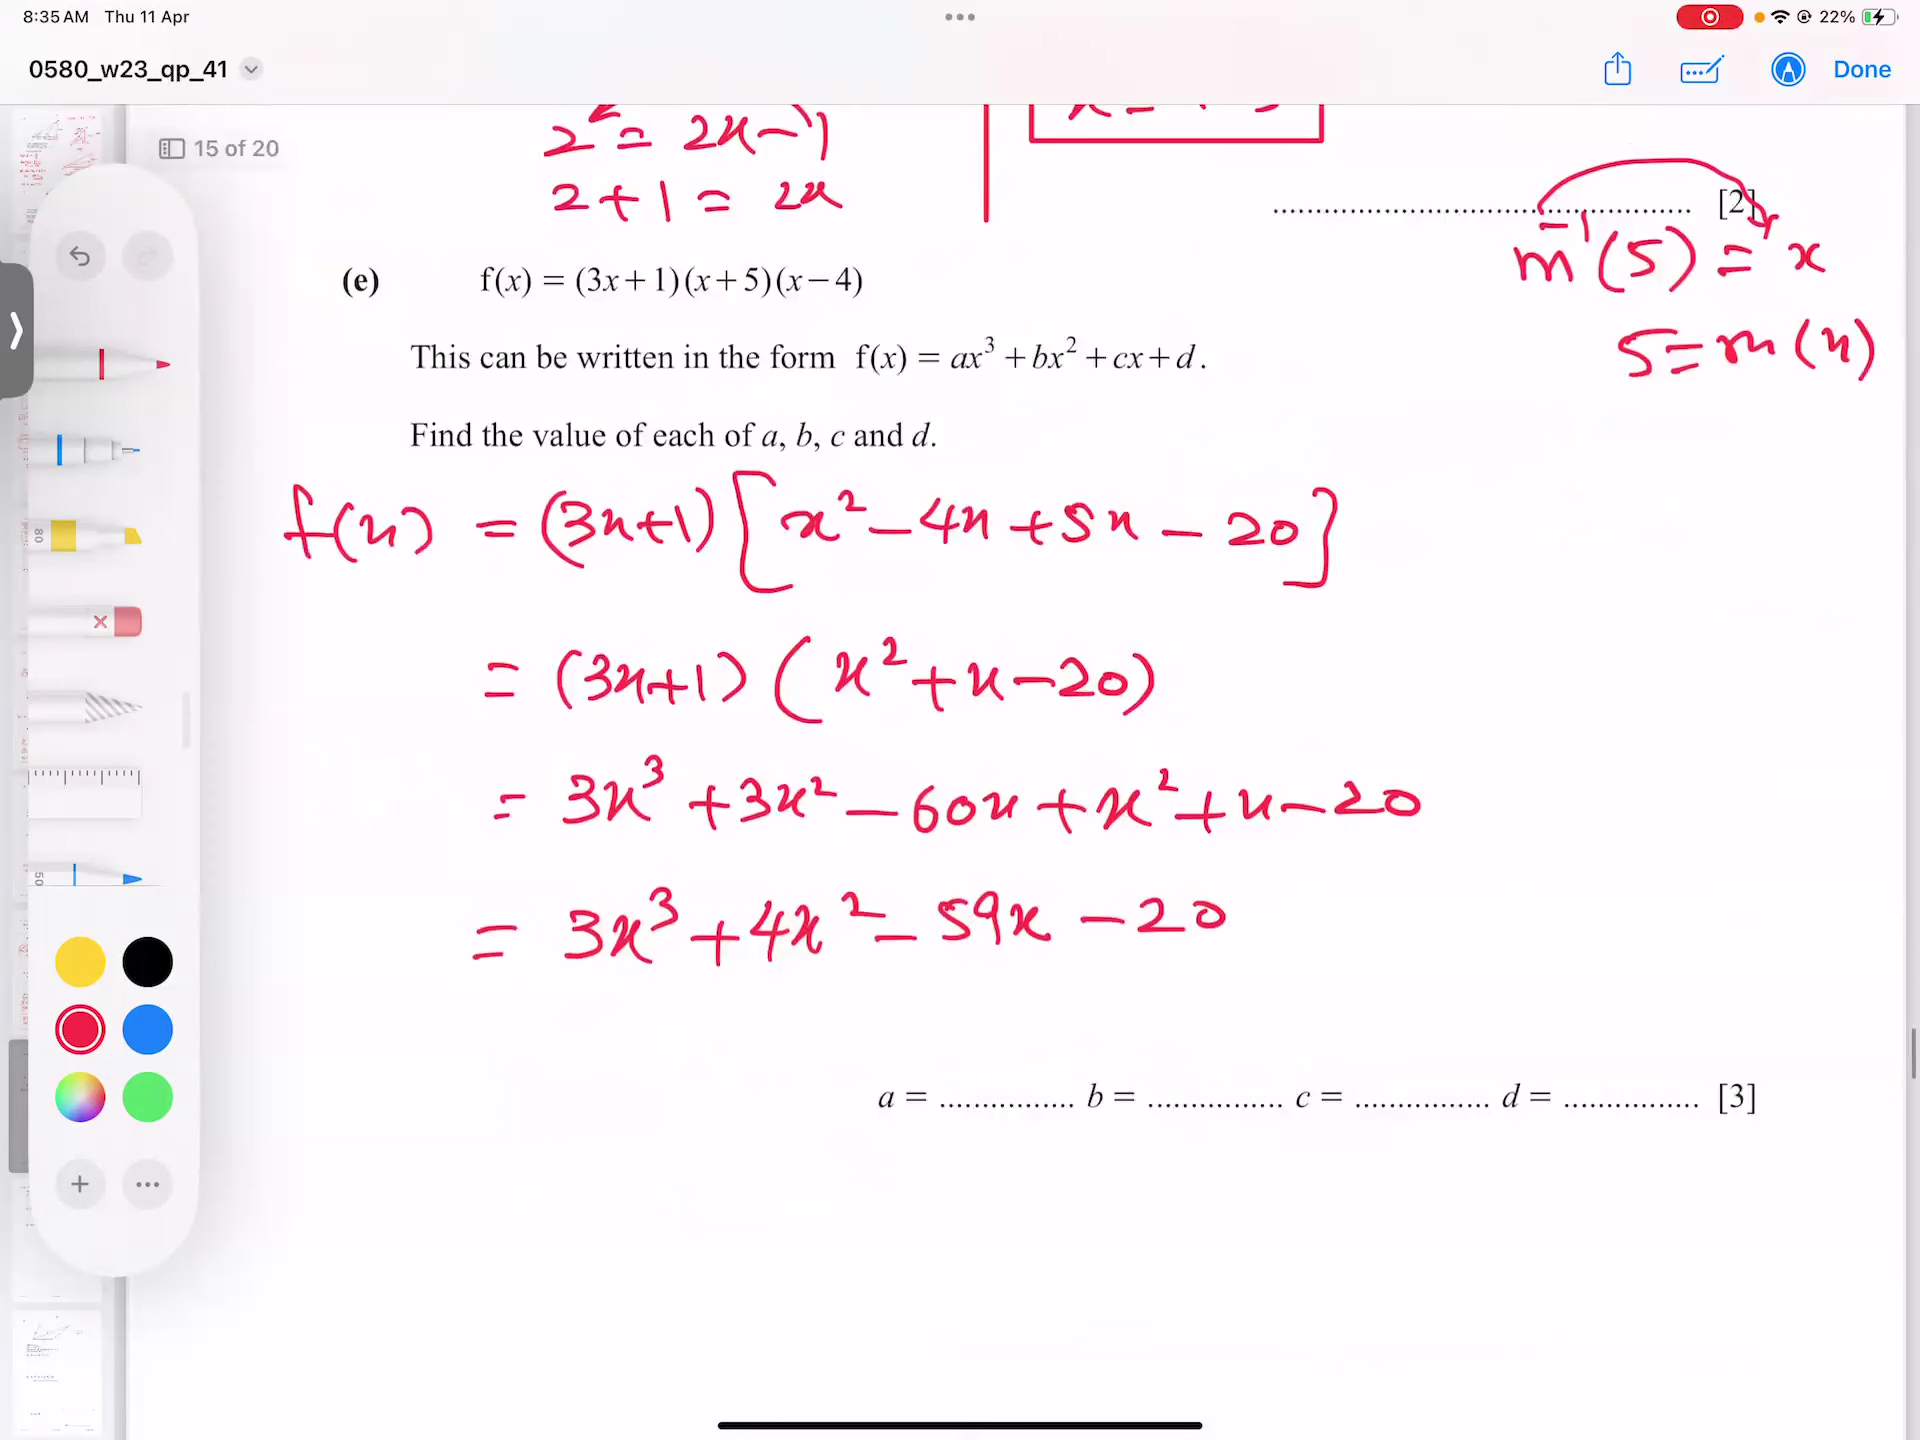 8:35 AM Thu 11 Apr
22%
0580_w23_qp_41
Done
15 of 20
2² = 2x - 1
2 + 1 = 2x
[2]
m⁻¹(5) = x
5 = m(x)
(e) f(x) = (3x+1)(x+5)(x−4)
This can be written in the form f(x) = ax³ + bx² + cx + d.
Find the value of each of a, b, c and d.
f(x) = (3x+1)[x² − 4x + 5x − 20]
= (3x+1)(x² + x − 20)
= 3x³ + 3x² − 60x + x² + x − 20
= 3x³ + 4x² − 59x − 20
a = ............... b = ............... c = ............... d = ............... [3]
80
50